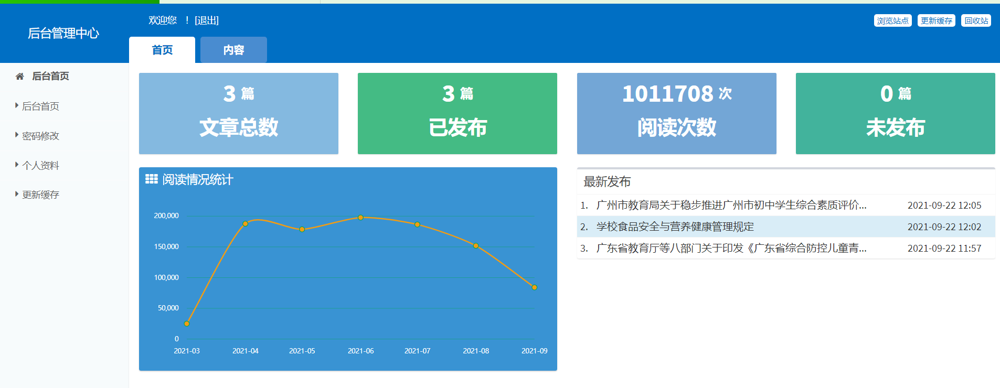 欢迎您 ！ [退出]
浏览站点 更新缓存 回收站
后台管理中心
首页 内容
后台首页
后台首页
密码修改
个人资料
更新缓存
3 篇
文章总数
3 篇
已发布
1011708 次
阅读次数
0 篇
未发布
阅读情况统计
200,000
150,000
100,000
50,000
0
2021-03 2021-04 2021-05 2021-06 2021-07 2021-08 2021-09
最新发布
1. 广州市教育局关于稳步推进广州市初中学生综合素质评价... 2021-09-22 12:05
2. 学校食品安全与营养健康管理规定 2021-09-22 12:02
3. 广东省教育厅等八部门关于印发《广东省综合防控儿童青... 2021-09-22 11:57